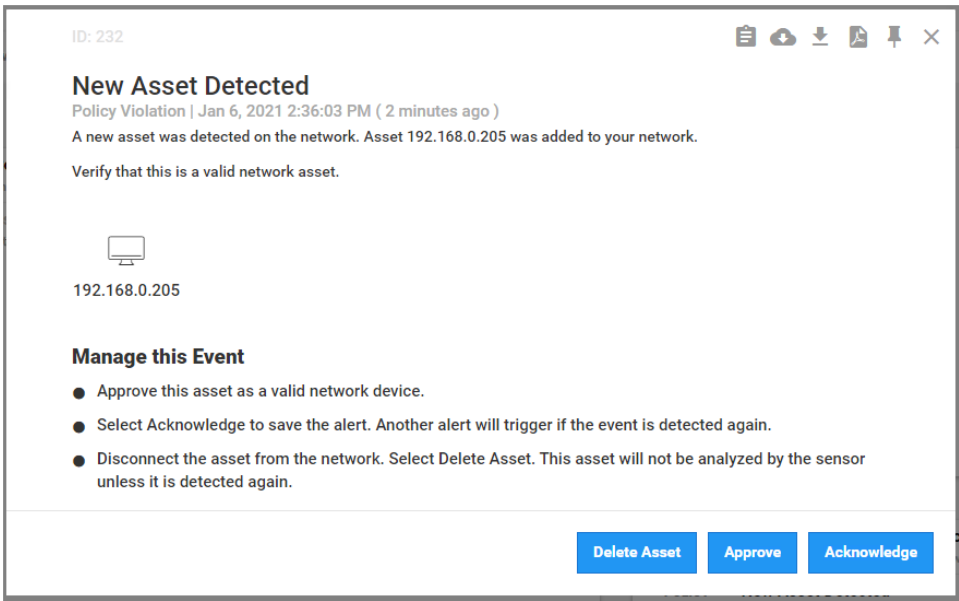 ID: 232
New Asset Detected
Policy Violation | Jan 6, 2021 2:36:03 PM ( 2 minutes ago )
A new asset was detected on the network. Asset 192.168.0.205 was added to your network.
Verify that this is a valid network asset.
192.168.0.205
Manage this Event
● Approve this asset as a valid network device.
● Select Acknowledge to save the alert. Another alert will trigger if the event is detected again.
● Disconnect the asset from the network. Select Delete Asset. This asset will not be analyzed by the sensor
unless it is detected again.
Delete Asset Approve Acknowledge